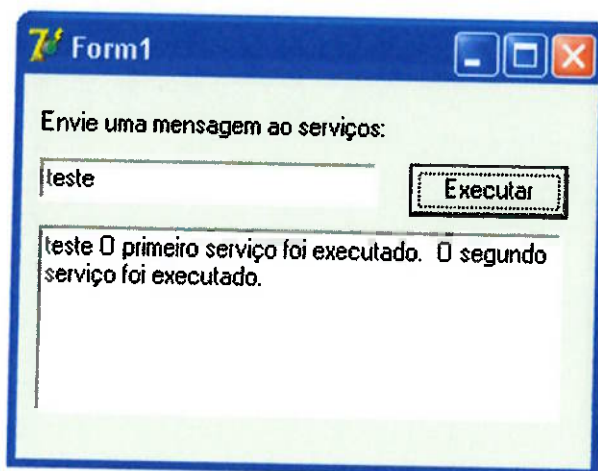 Form1
Envie uma mensagem ao serviços:
teste
Executar
teste O primeiro serviço foi executado. O segundo
serviço foi executado.